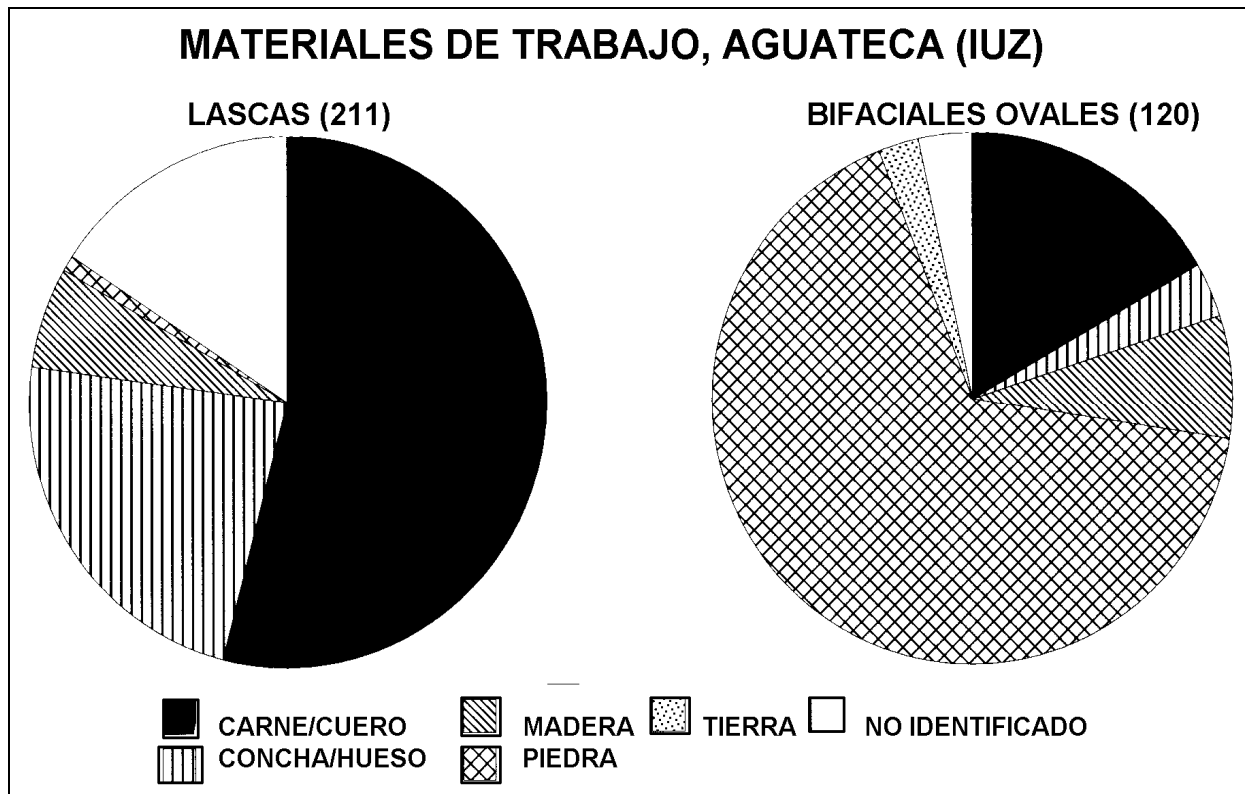 MATERIALES DE TRABAJO, AGUATECA (IUZ)
LASCAS (211)
BIFACIALES OVALES (120)
CARNE/CUERO
MADERA
TIERRA
NO IDENTIFICADO
CONCHA/HUESO
PIEDRA